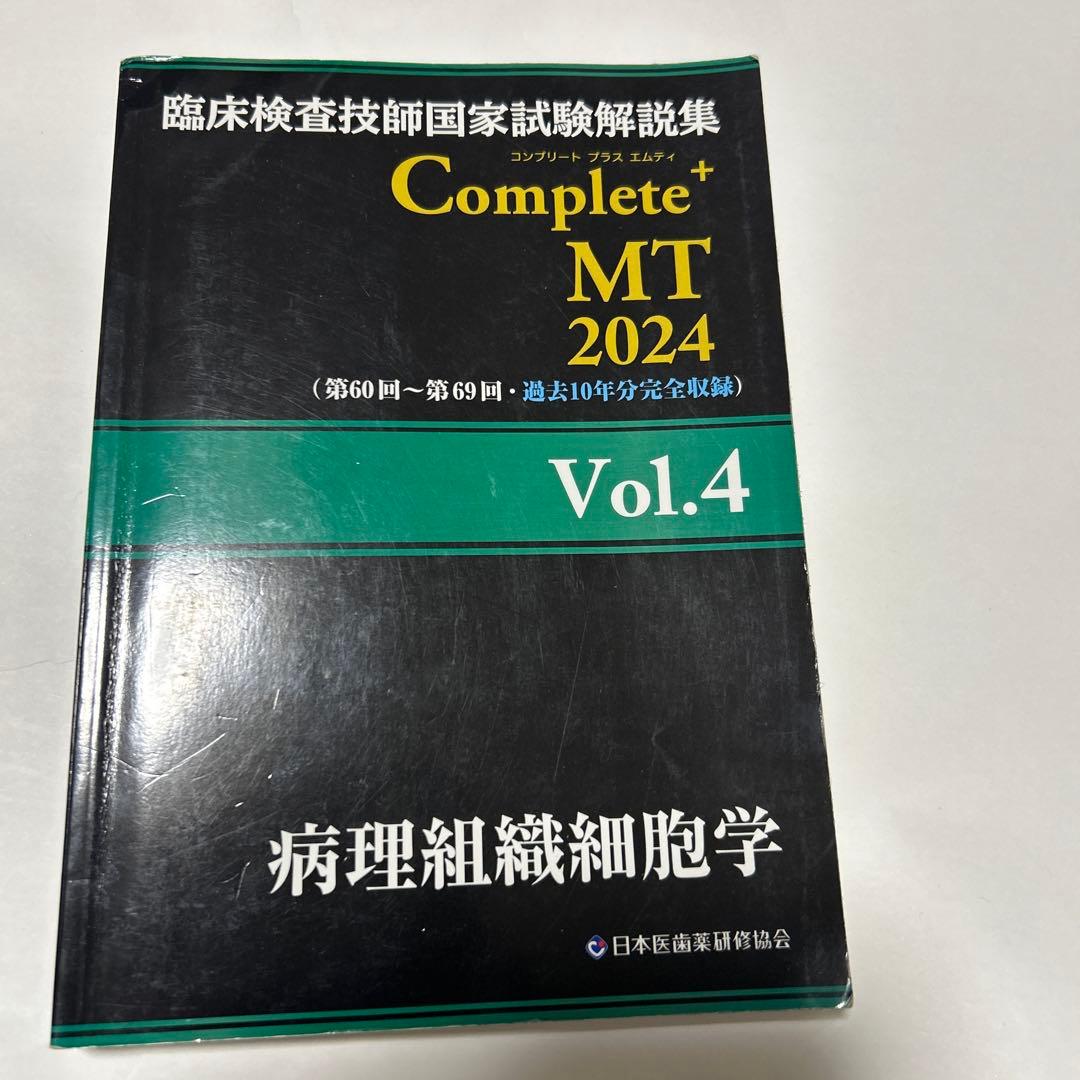 臨床検査技師国家試験解説集
コンプリート プラス エムティ
Complete+
MT
2024
(第60回～第69回・過去10年分完全収録)
Vol.4
病理組織細胞学
日本医歯薬研修協会